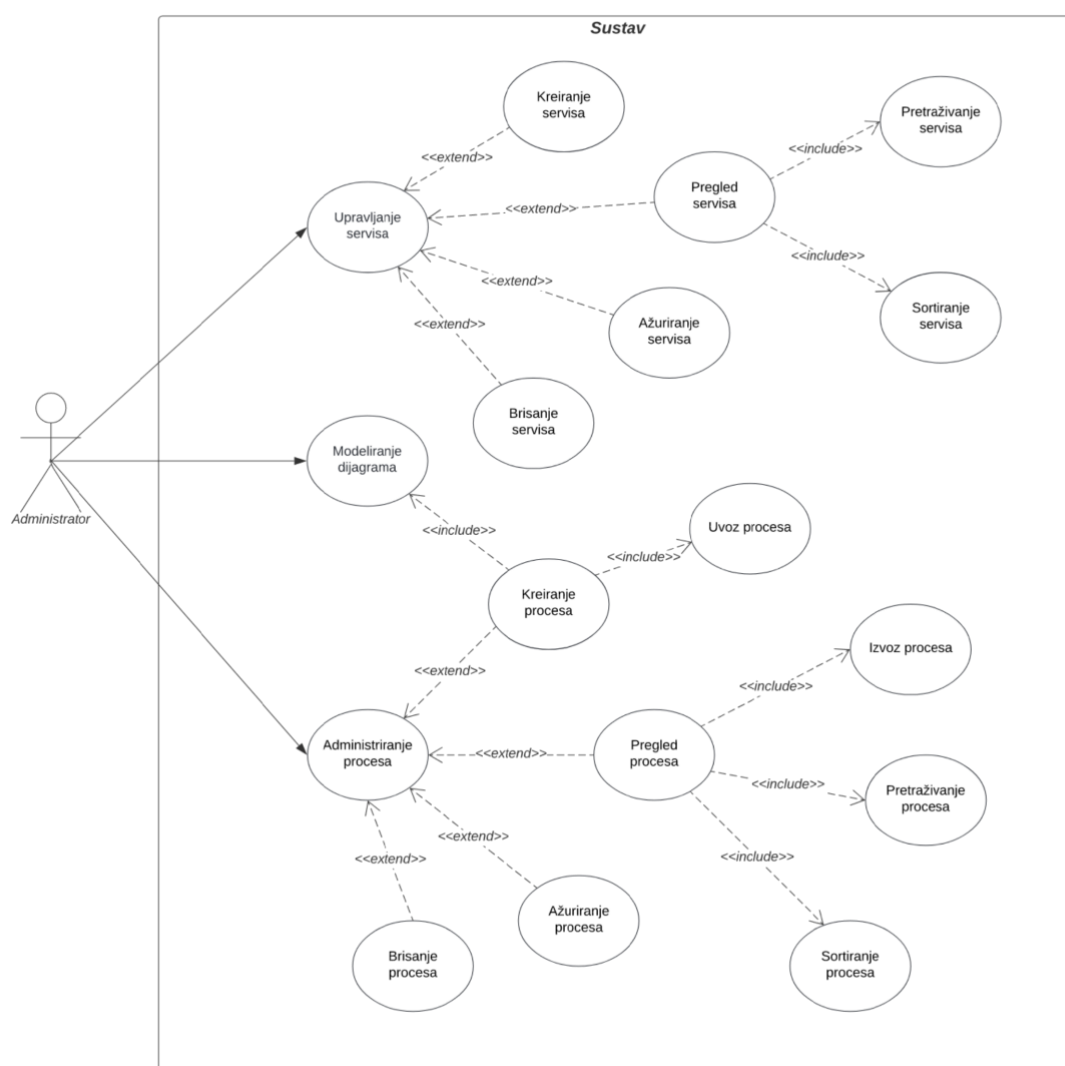 Sustav
Kreiranje
servisa
Pretraživanje
servisa
<<extend>>
<<include>>
Pregled
servisa
Upravljanje
servisa
<<extend>>
<<include>>
<<extend>>
Sortiranje
servisa
Ažuriranje
servisa
<<extend>>
Brisanje
servisa
Modeliranje
dijagrama
Administrator
<<include>>
Uvoz procesa
<<include>>
Kreiranje
procesa
Izvoz procesa
<<extend>>
<<include>>
Administriranje
procesa
<<extend>>
Pregled
procesa
<<include>>
Pretraživanje
procesa
<<extend>>
<<extend>>
<<include>>
Ažuriranje
procesa
Brisanje
procesa
Sortiranje
procesa